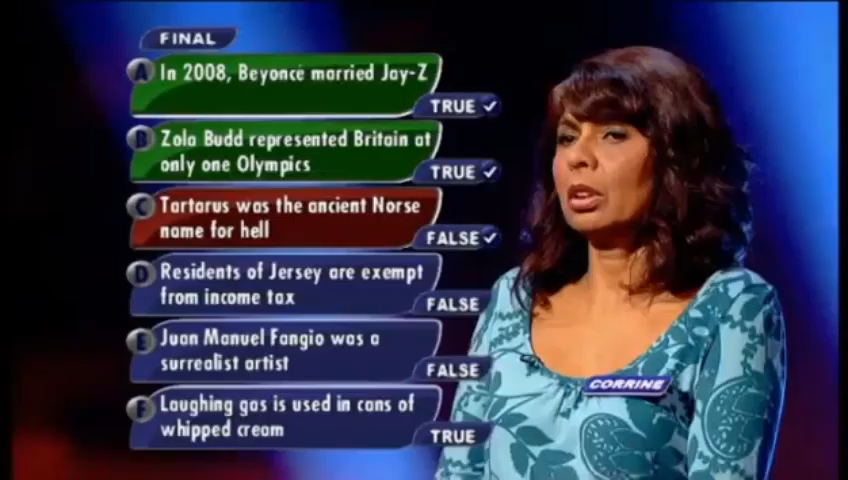 FINAL
A In 2008, Beyoncé married Jay-Z
TRUE ✓
B Zola Budd represented Britain at
only one Olympics
TRUE ✓
C Tartarus was the ancient Norse
name for hell
FALSE ✓
D Residents of Jersey are exempt
from income tax
FALSE
E Juan Manuel Fangio was a
surrealist artist
FALSE
F Laughing gas is used in cans of
whipped cream
TRUE
CORRINE